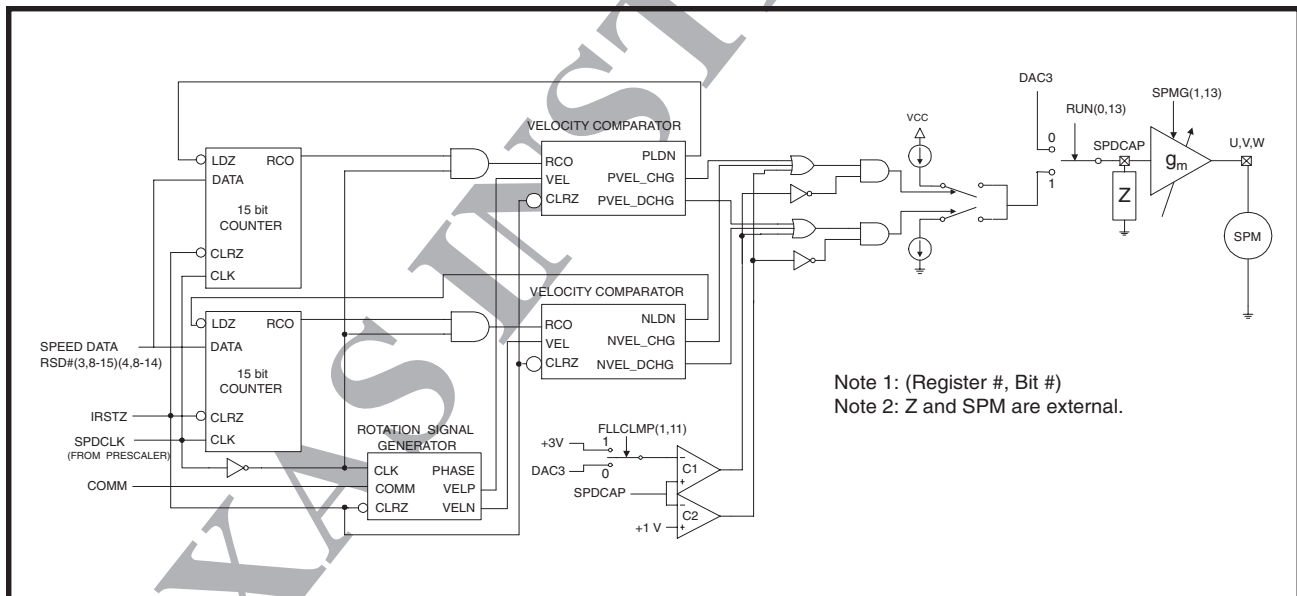 XAS INST
DAC3
SPMG(1,13)
RUN(0,13)
VCC
SPDCAP
U,V,W
0
1
gm
Z
SPM
VELOCITY COMPARATOR
LDZ RCO
DATA
15 bit
COUNTER
CLRZ
CLK
RCO PLDN
VEL PVEL_CHG
CLRZ PVEL_DCHG
VELOCITY COMPARATOR
LDZ RCO
DATA
15 bit
COUNTER
CLRZ
CLK
RCO NLDN
VEL NVEL_CHG
CLRZ NVEL_DCHG
SPEED DATA
RSD#(3,8-15)(4,8-14)
IRSTZ
SPDCLK
(FROM PRESCALER)
COMM
ROTATION SIGNAL
GENERATOR
CLK PHASE
COMM VELP
CLRZ VELN
FLLCLMP(1,11)
+3V
1
DAC3
0
SPDCAP
+1 V
− C1
+
− C2
+
Note 1: (Register #, Bit #)
Note 2: Z and SPM are external.